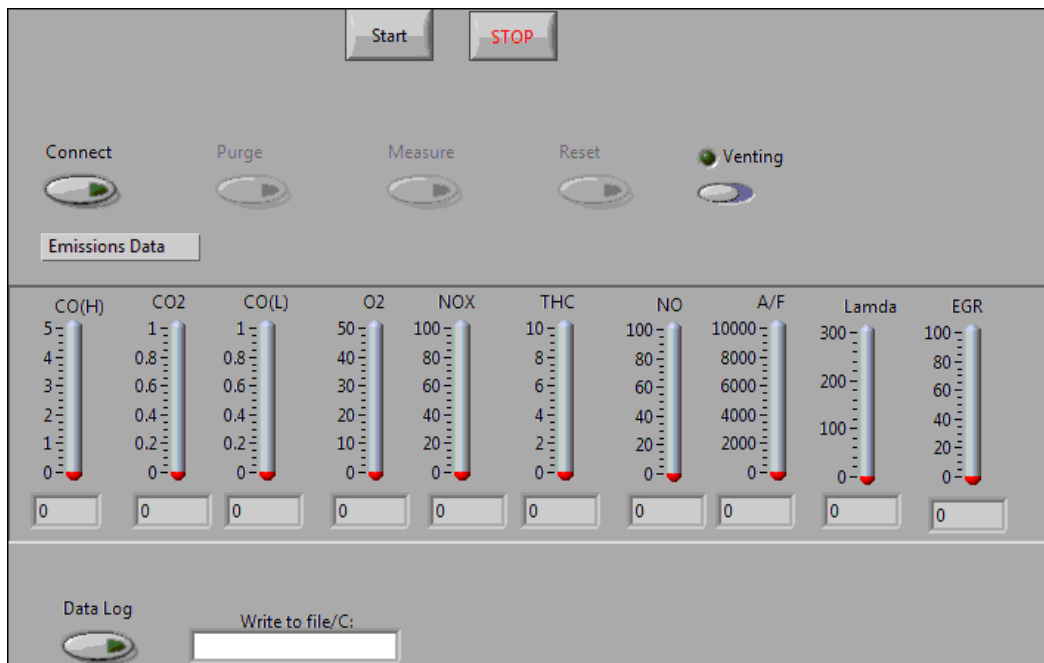 Start STOP
Connect Purge Measure Reset Venting
Emissions Data
CO(H) CO2 CO(L) O2 NOX THC NO A/F Lamda EGR
5 1 1 50 100 10 100 10000 300 100
4 0.8 0.8 40 80 8 80 8000 80
3 0.6 0.6 30 60 6 60 6000 200 60
2 0.4 0.4 20 40 4 40 4000 100 40
1 0.2 0.2 10 20 2 20 2000 20
0 0 0 0 0 0 0 0 0 0
0 0 0 0 0 0 0 0 0 0
Data Log Write to file/C: